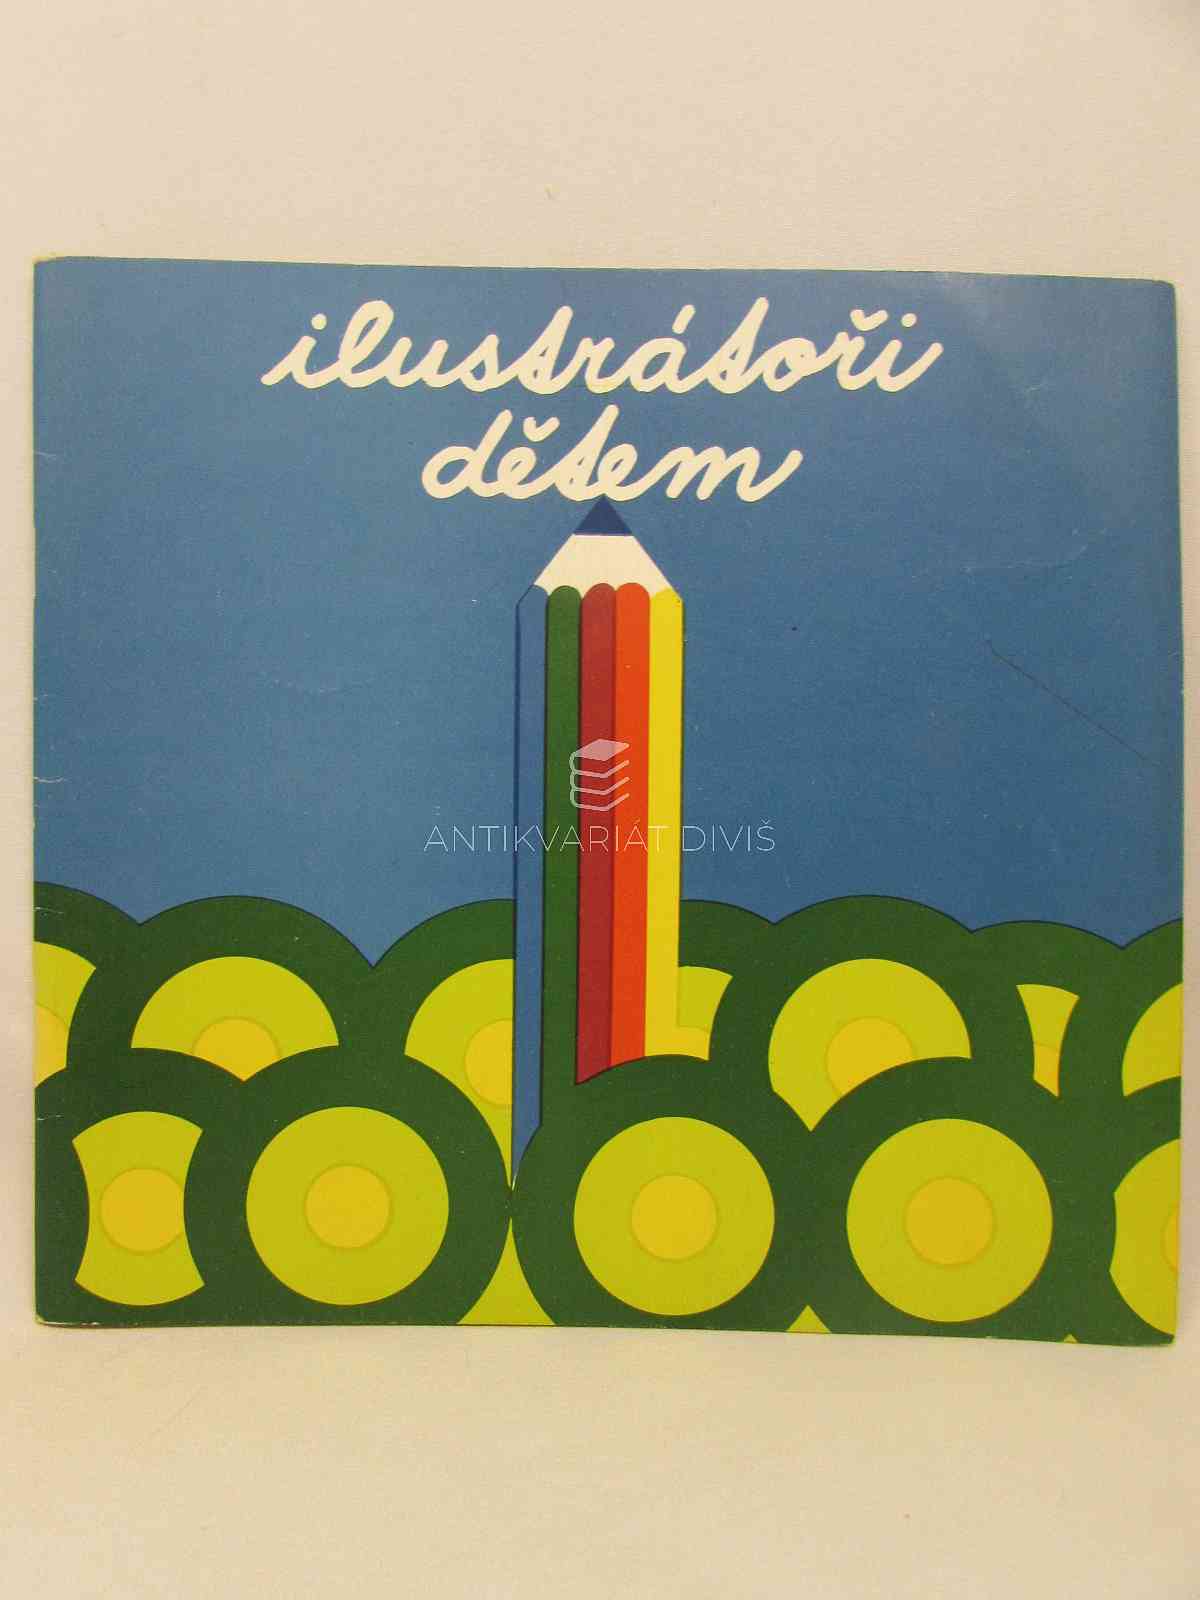 ilustrátoři
dětem
ANTIKVARIÁT DIVIŠ